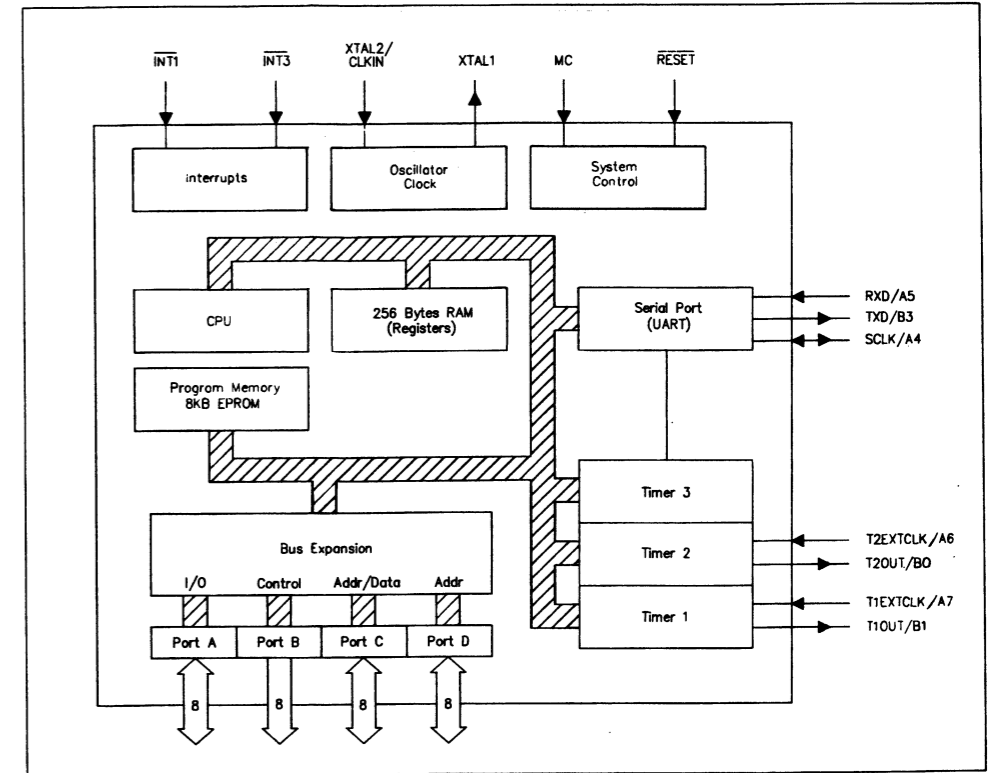 INT1
INT3
XTAL2/
CLKIN
XTAL1
MC
RESET
Interrupts
Oscillator
Clock
System
Control
CPU
256 Bytes RAM
(Registers)
Serial Port
(UART)
RXD/A5
TXD/B3
SCLK/A4
Program Memory
8KB EPROM
Timer 3
Bus Expansion
Timer 2
T2EXTCLK/A6
T2OUT/B0
I/O
Control
Addr/Data
Addr
Timer 1
T1EXTCLK/A7
T1OUT/B1
Port A
Port B
Port C
Port D
8
8
8
8